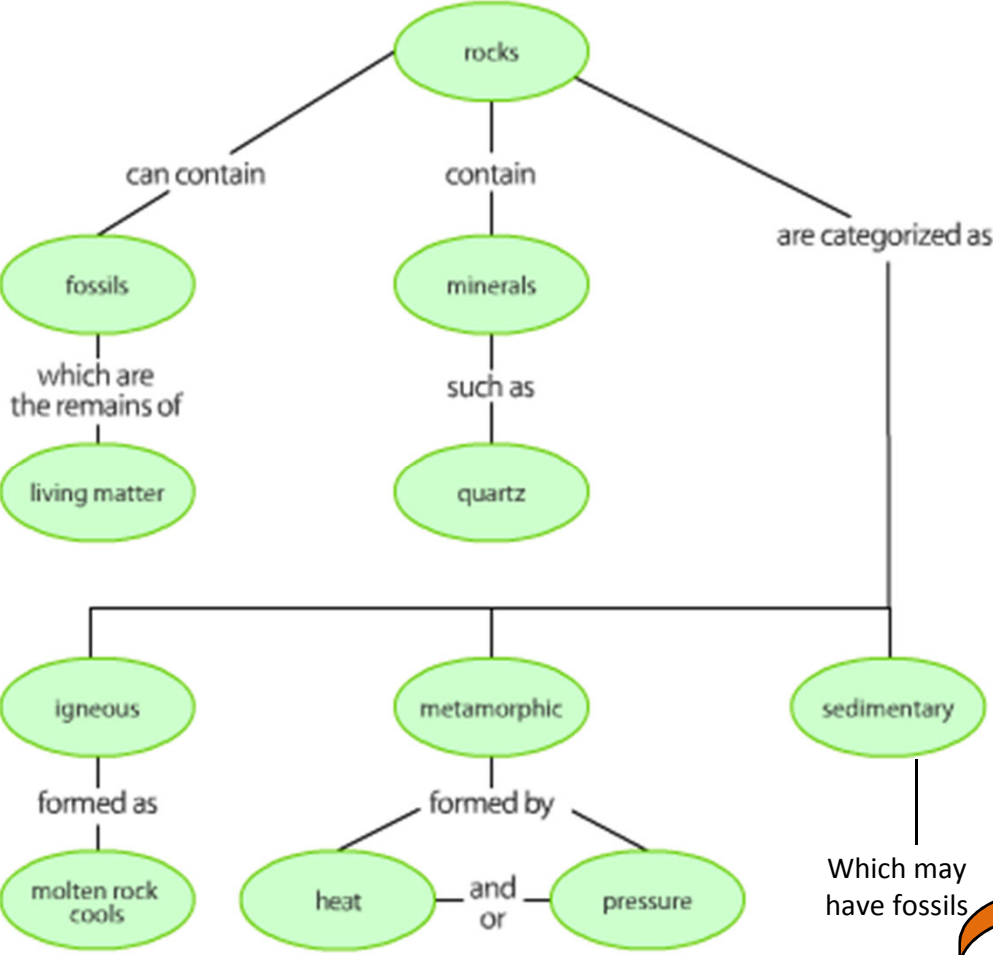 rocks
can contain
contain
are categorized as
fossils
minerals
which are
the remains of
such as
living matter
quartz
igneous
metamorphic
sedimentary
formed as
formed by
molten rock
cools
heat
and
or
pressure
Which may
have fossils